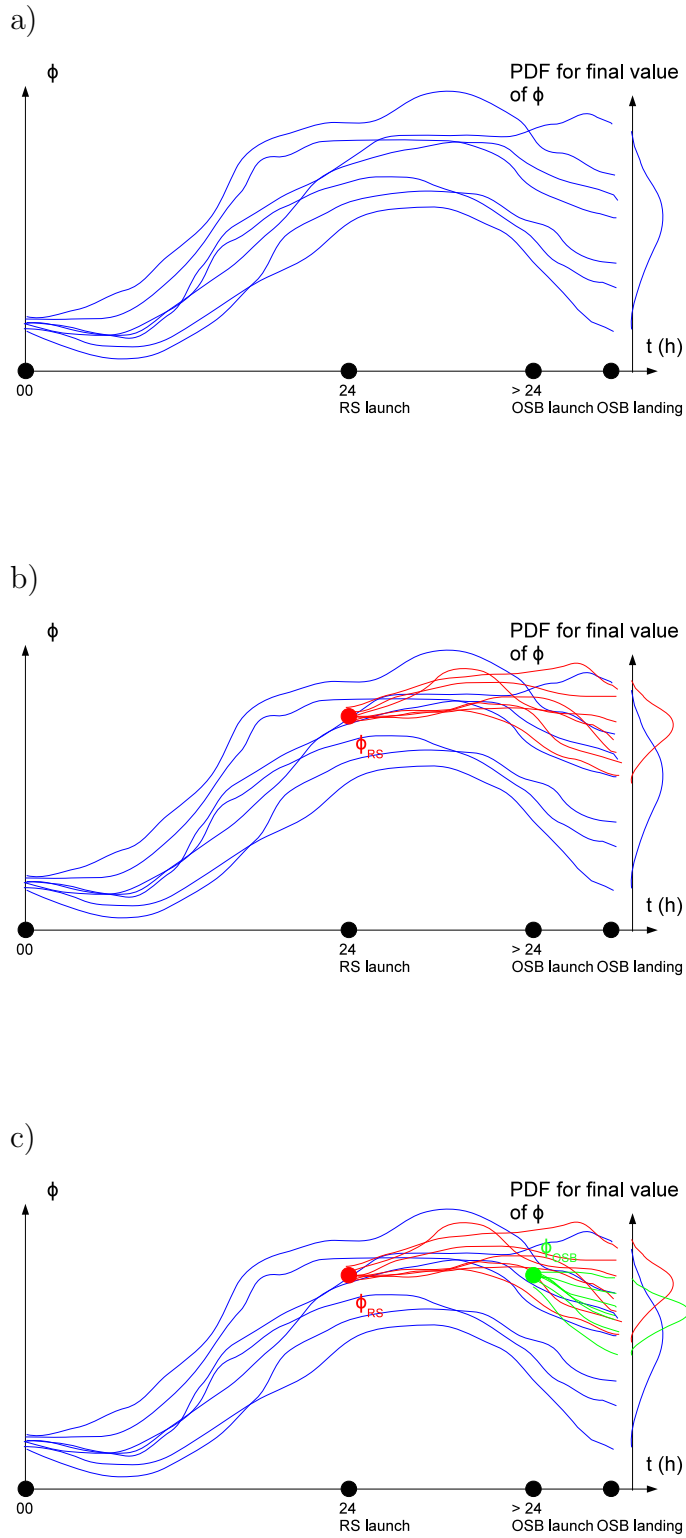 a)
ϕ
PDF for final value
of ϕ
t (h)
00
24
> 24
RS launch
OSB launch
OSB landing
b)
ϕ
PDF for final value
of ϕ
ϕRS
t (h)
00
24
> 24
RS launch
OSB launch
OSB landing
c)
ϕ
PDF for final value
of ϕ
ϕOSB
ϕRS
t (h)
00
24
> 24
RS launch
OSB launch
OSB landing